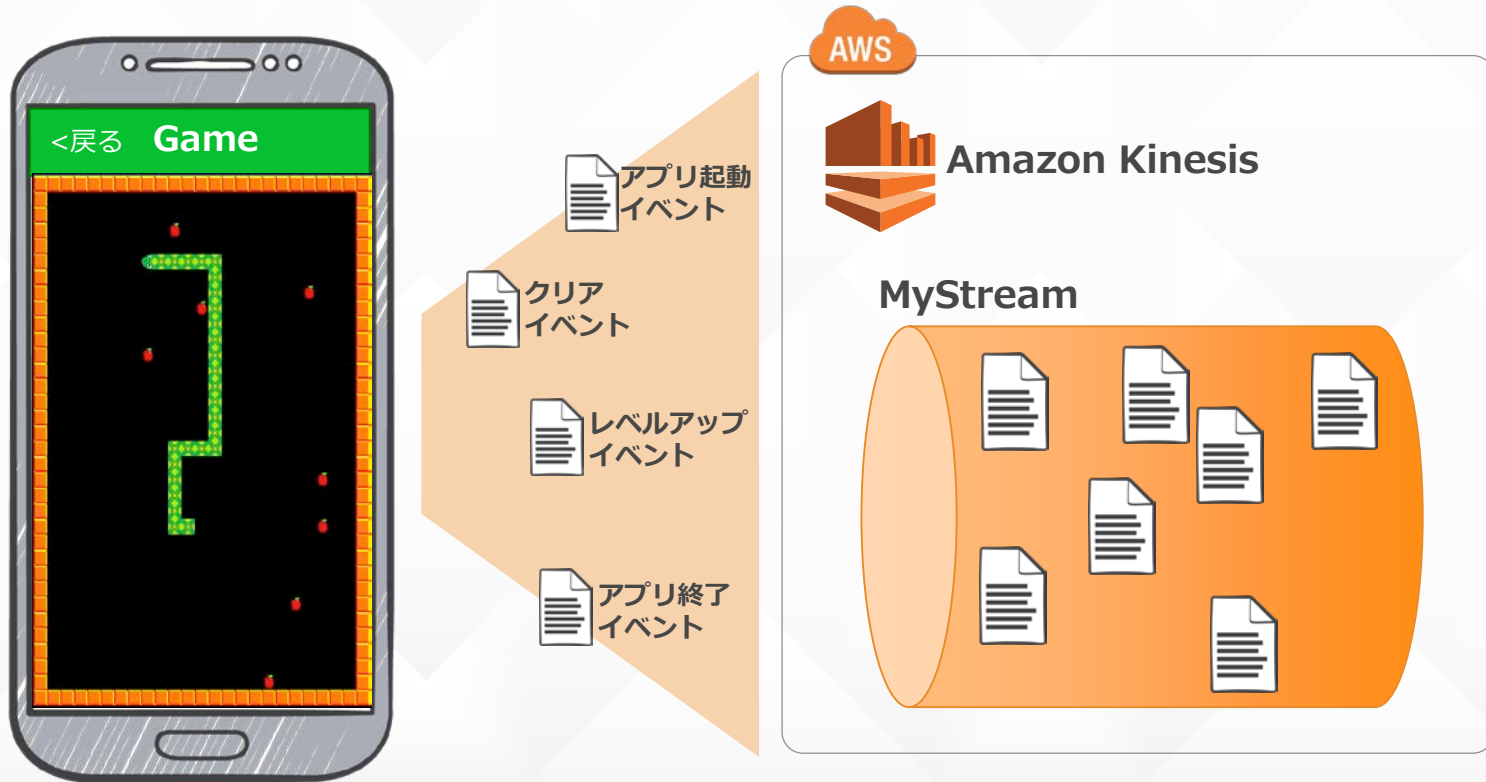 <戻る Game
アプリ起動
イベント
クリア
イベント
レベルアップ
イベント
アプリ終了
イベント
AWS
Amazon Kinesis
MyStream